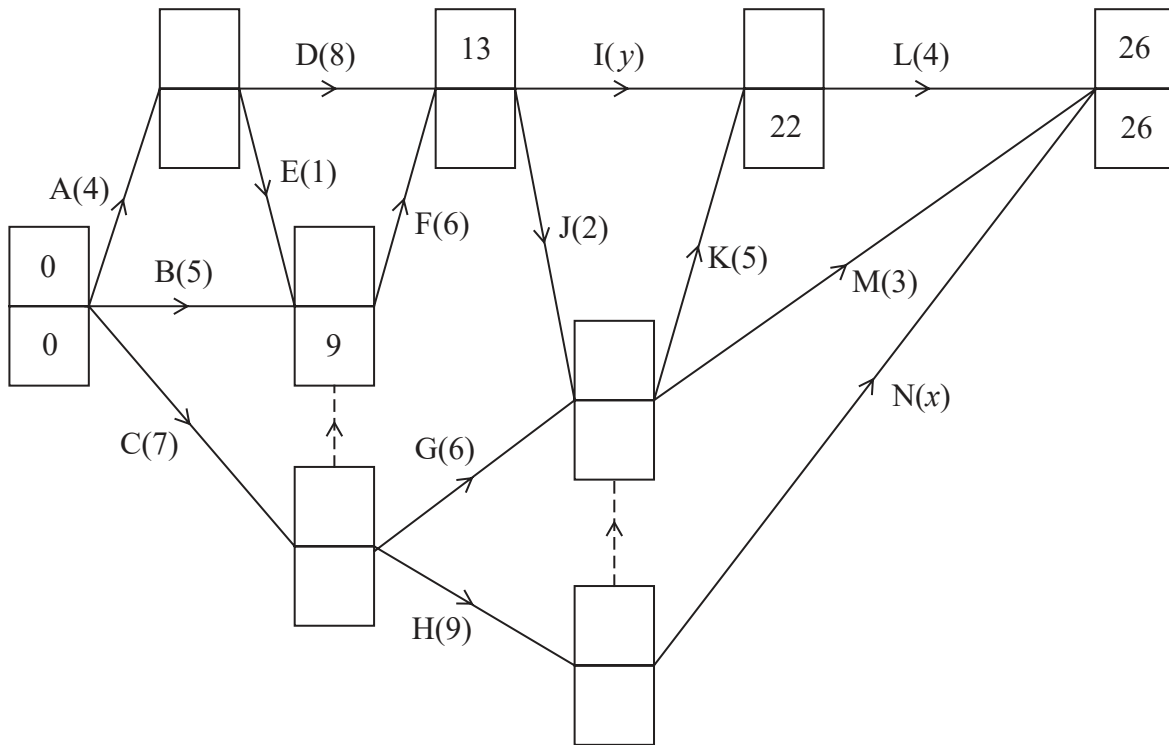 D(8)
13
I(y)
L(4)
26
22
26
A(4)
E(1)
F(6)
J(2)
K(5)
M(3)
0
B(5)
0
9
N(x)
C(7)
G(6)
H(9)